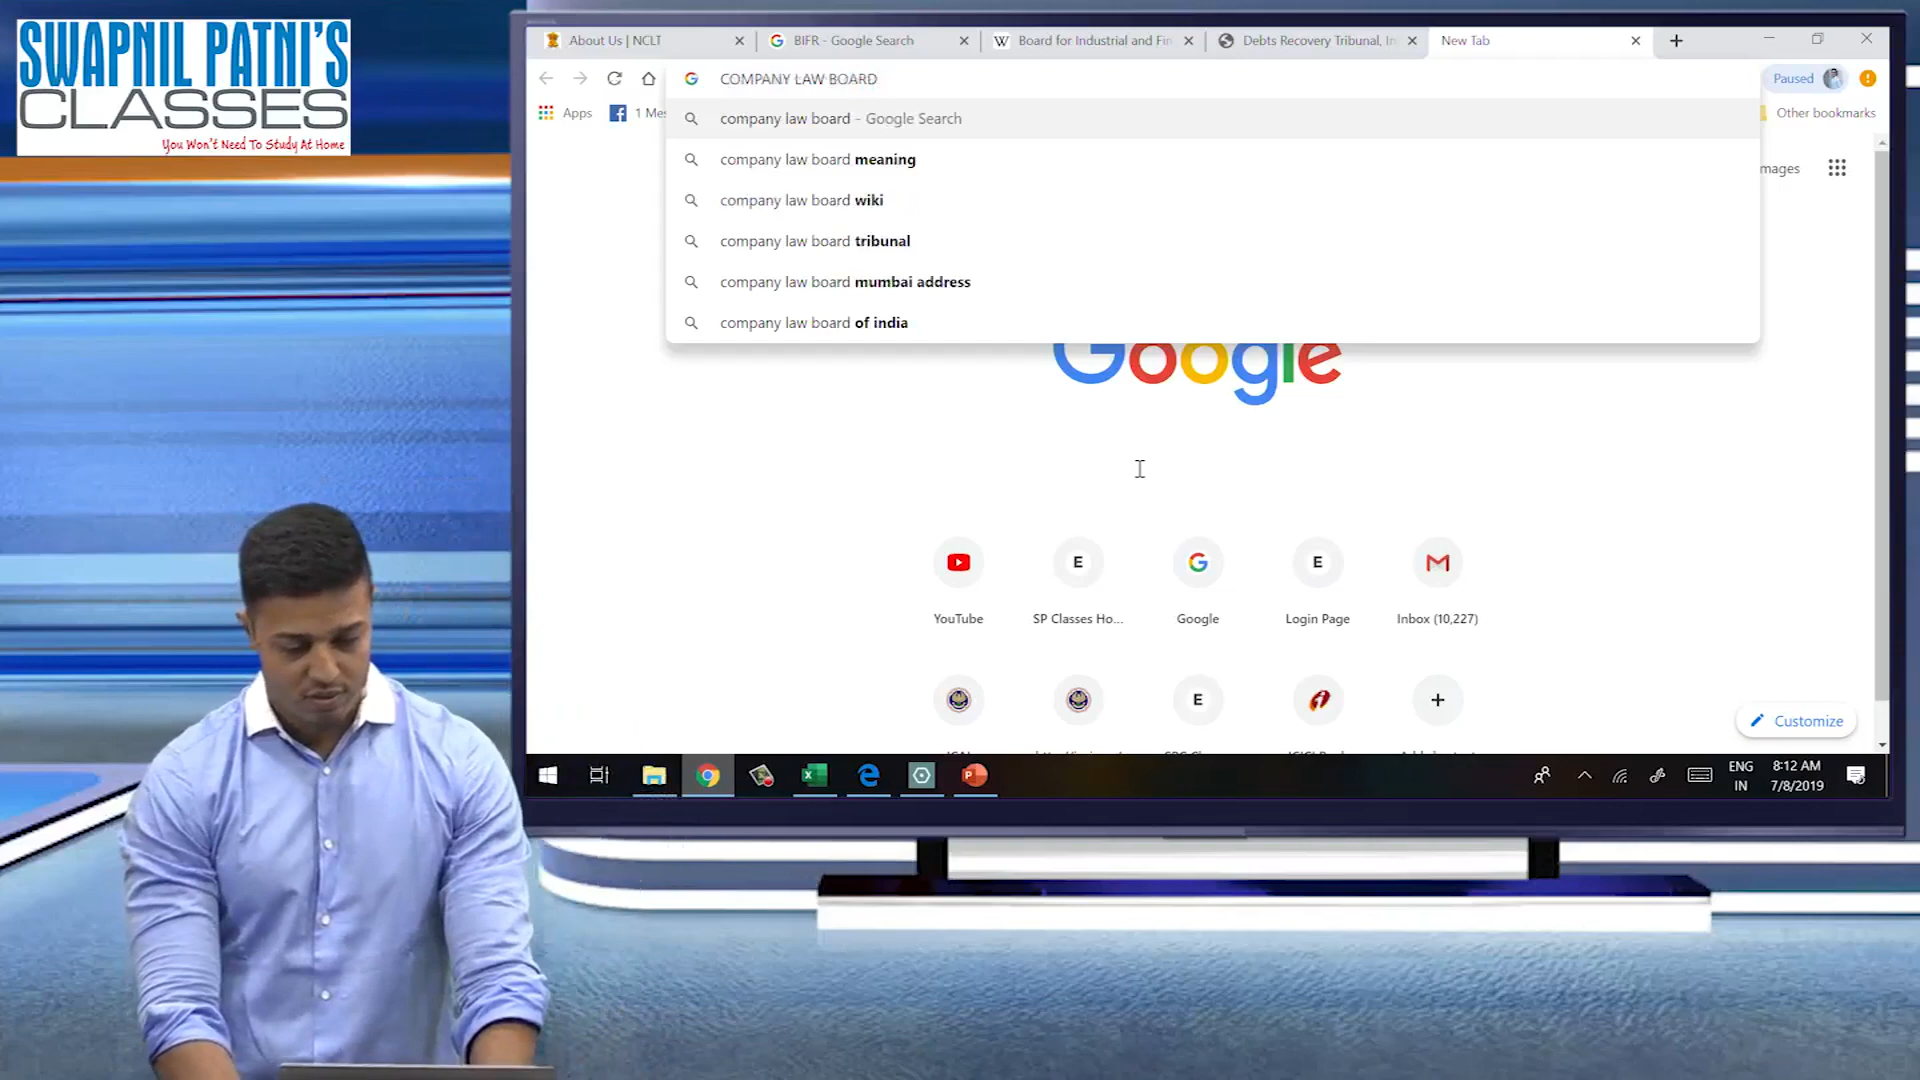 SWAPNIL PATNI'S
CLASSES
You Won't Need To Study At Home
About Us | NCLT
BIFR - Google Search
Board for Industrial and Fin
Debts Recovery Tribunal, In
New Tab
COMPANY LAW BOARD
Paused
Apps
1 Mes
Other bookmarks
company law board - Google Search
company law board meaning
mages
company law board wiki
company law board tribunal
company law board mumbai address
company law board of india
Google
E
E
YouTube
SP Classes Ho...
Google
Login Page
Inbox (10,227)
E
Customize
ENG
IN
8:12 AM
7/8/2019